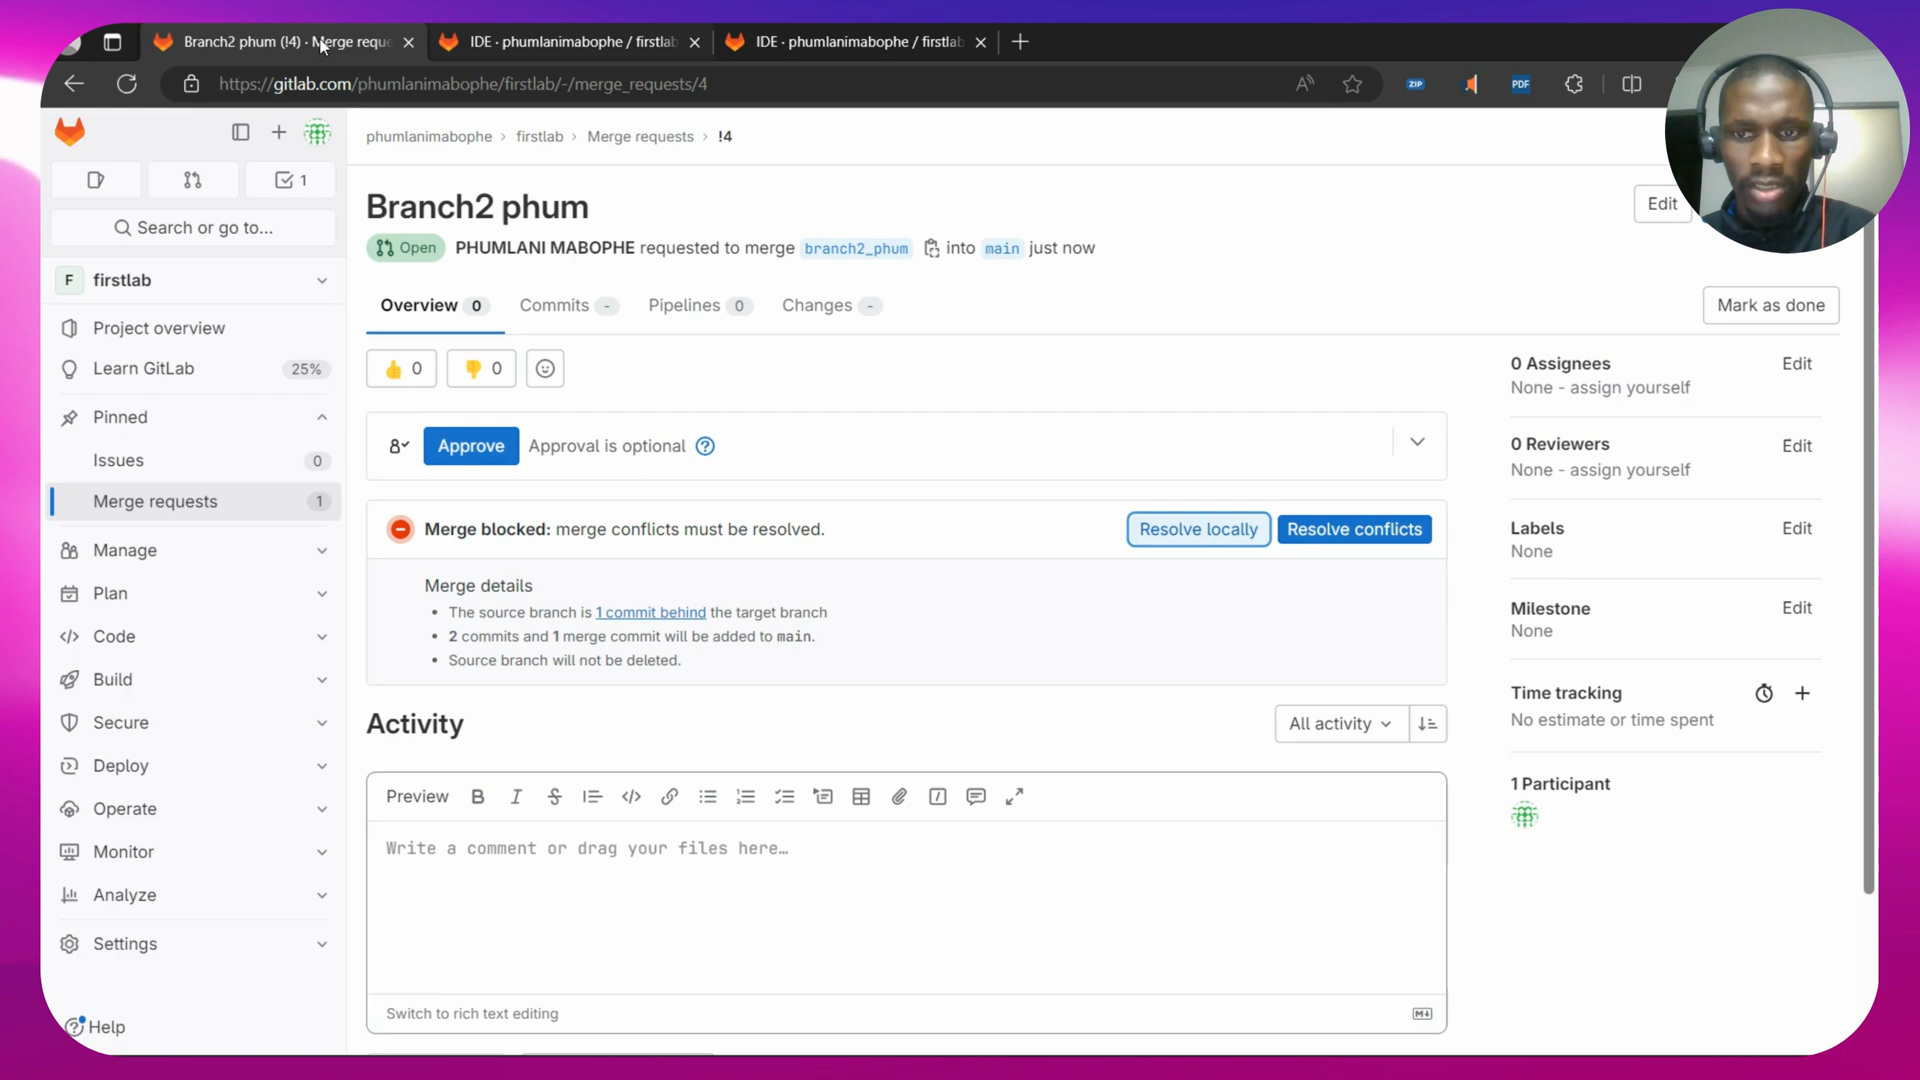 Branch2 phum (!4) · Merge reque
IDE · phumlanimabophe / firstlab
IDE · phumlanimabophe / firstlab
https://gitlab.com/phumlanimabophe/firstlab/-/merge_requests/4
ZIP
PDF
1
Search or go to...
F firstlab
Project overview
Learn GitLab 25%
Pinned
Issues 0
Merge requests 1
Manage
Plan
Code
Build
Secure
Deploy
Operate
Monitor
Analyze
Settings
Help
phumlanimabophe › firstlab › Merge requests › !4
Branch2 phum
Edit
Open PHUMLANI MABOPHE requested to merge branch2_phum into main just now
Overview 0 Commits - Pipelines 0 Changes -
Mark as done
0 0
Approve Approval is optional
Merge blocked: merge conflicts must be resolved.
Resolve locally Resolve conflicts
Merge details
• The source branch is 1 commit behind the target branch
• 2 commits and 1 merge commit will be added to main.
• Source branch will not be deleted.
Activity
All activity
Preview
Write a comment or drag your files here…
Switch to rich text editing
0 Assignees Edit
None - assign yourself
0 Reviewers Edit
None - assign yourself
Labels Edit
None
Milestone Edit
None
Time tracking
No estimate or time spent
1 Participant